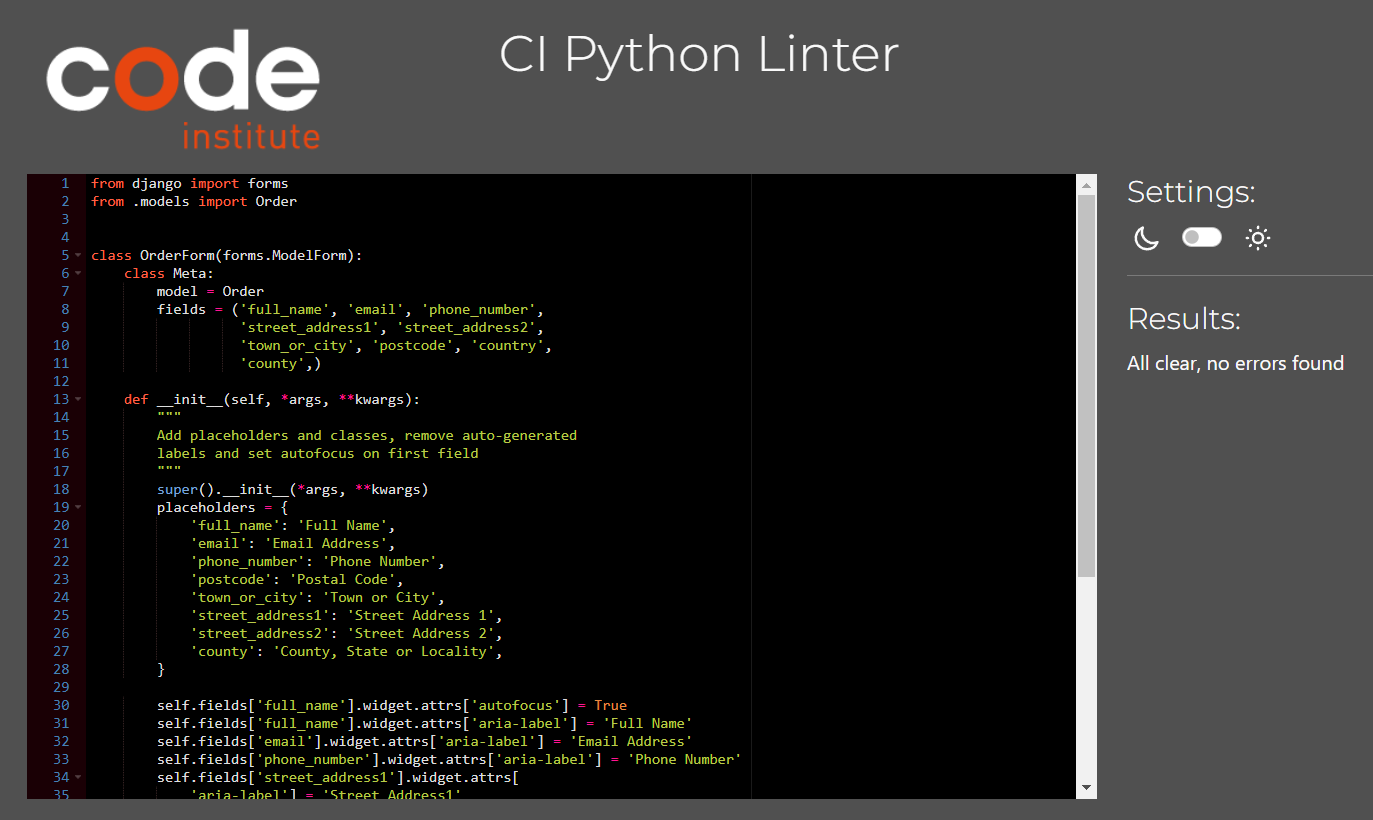 code
institute
CI Python Linter
1 from django import forms
2 from .models import Order
3
4
5 class OrderForm(forms.ModelForm):
6     class Meta:
7         model = Order
8         fields = ('full_name', 'email', 'phone_number',
9                   'street_address1', 'street_address2',
10                   'town_or_city', 'postcode', 'country',
11                   'county',)
12
13     def __init__(self, *args, **kwargs):
14         """
15         Add placeholders and classes, remove auto-generated
16         labels and set autofocus on first field
17         """
18         super().__init__(*args, **kwargs)
19         placeholders = {
20             'full_name': 'Full Name',
21             'email': 'Email Address',
22             'phone_number': 'Phone Number',
23             'postcode': 'Postal Code',
24             'town_or_city': 'Town or City',
25             'street_address1': 'Street Address 1',
26             'street_address2': 'Street Address 2',
27             'county': 'County, State or Locality',
28         }
29
30         self.fields['full_name'].widget.attrs['autofocus'] = True
31         self.fields['full_name'].widget.attrs['aria-label'] = 'Full Name'
32         self.fields['email'].widget.attrs['aria-label'] = 'Email Address'
33         self.fields['phone_number'].widget.attrs['aria-label'] = 'Phone Number'
34         self.fields['street_address1'].widget.attrs[
35             'aria-label'] = 'Street Address1'
Settings:
Results:
All clear, no errors found